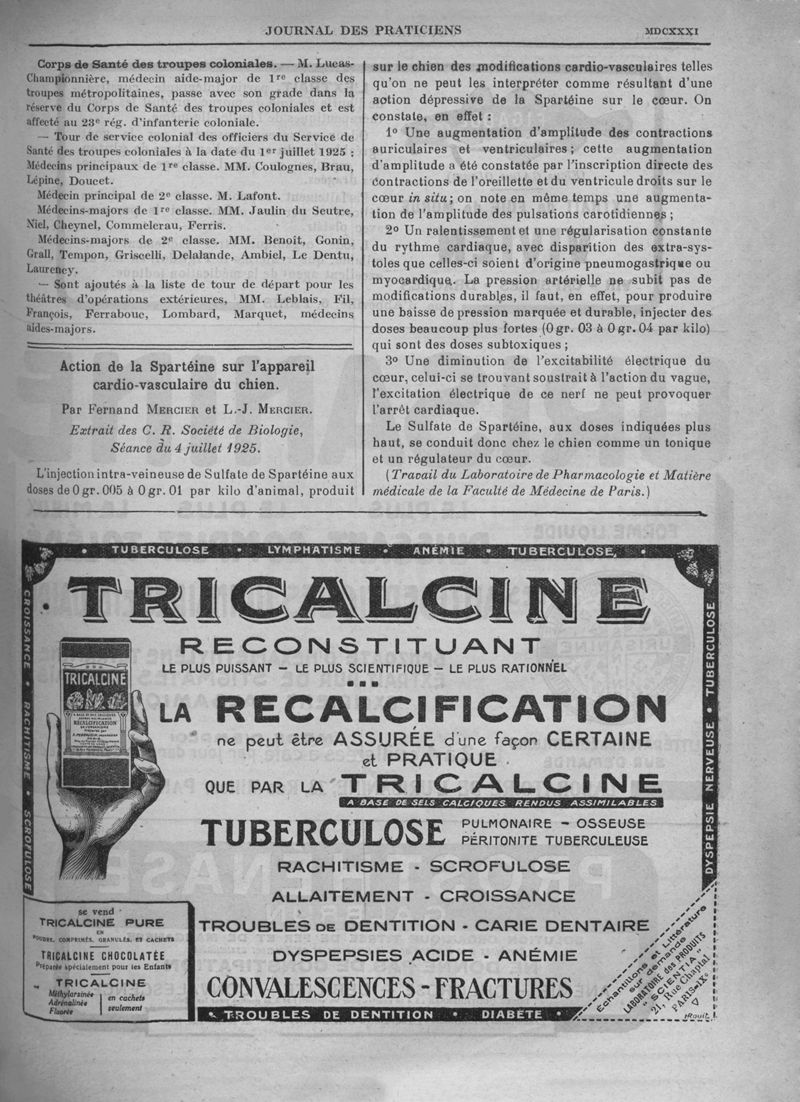 JOURNAL DES PRATICIENS
MDCXXXI
Corps de Santé des troupes coloniales. — M. Lucas-
Championnière, médecin aide-major de 1re classe des
troupes métropolitaines, passe avec son grade dans la
réserve du Corps de Santé des troupes coloniales et est
affecté au 23e rég. d'infanterie coloniale.
— Tour de service colonial des officiers du Service de
Santé des troupes coloniales à la date du 1er juillet 1925 :
Médecins principaux de 1re classe. MM. Coulognes, Brau,
Lépine, Doucet.
Médecin principal de 2e classe. M. Lafont.
Médecins-majors de 1re classe. MM. Jaulin du Seutre,
Niel, Cheynel, Commelerau, Ferris.
Médecins-majors de 2e classe. MM. Benoît, Gonin,
Grall, Tempon, Griscelli, Delalande, Ambiel, Le Dentu,
Laurency.
— Sont ajoutés à la liste de tour de départ pour les
théâtres d'opérations extérieures, MM. Leblais, Fil,
François, Ferrabouc, Lombard, Marquet, médecins
aides-majors.
Action de la Spartéine sur l'appareil
cardio-vasculaire du chien.
Par Fernand MERCIER et L.-J. MERCIER.
Extrait des C. R. Société de Biologie,
Séance du 4 juillet 1925.
L'injection intra-veineuse de Sulfate de Spartéine aux
doses de 0 gr. 005 à 0 gr. 01 par kilo d'animal, produit
sur le chien des modifications cardio-vasculaires telles
qu'on ne peut les interpréter comme résultant d'une
action dépressive de la Spartéine sur le cœur. On
constate, en effet :
1o Une augmentation d'amplitude des contractions
auriculaires et ventriculaires ; cette augmentation
d'amplitude a été constatée par l'inscription directe des
contractions de l'oreillette et du ventricule droits sur le
cœur in situ ; on note en même temps une augmenta-
tion de l'amplitude des pulsations carotidiennes ;
2o Un ralentissement et une régularisation constante
du rythme cardiaque, avec disparition des extra-sys-
toles que celles-ci soient d'origine pneumogastrique ou
myocardique. La pression artérielle ne subit pas de
modifications durables, il faut, en effet, pour produire
une baisse de pression marquée et durable, injecter des
doses beaucoup plus fortes (0 gr. 03 à 0 gr. 04 par kilo)
qui sont des doses subtoxiques ;
3o Une diminution de l'excitabilité électrique du
cœur, celui-ci se trouvant soustrait à l'action du vague,
l'excitation électrique de ce nerf ne peut provoquer
l'arrêt cardiaque.
Le Sulfate de Spartéine, aux doses indiquées plus
haut, se conduit donc chez le chien comme un tonique
et un régulateur du cœur.
(Travail du Laboratoire de Pharmacologie et Matière
médicale de la Faculté de Médecine de Paris.)
TUBERCULOSE • LYMPHATISME • ANÉMIE • TUBERCULOSE
CROISSANCE RACHITISME SCROFULOSE
TRICALCINE
RECONSTITUANT
LE PLUS PUISSANT — LE PLUS SCIENTIFIQUE — LE PLUS RATIONNEL
TRICALCINE
RECALCIFICATION
LA RECALCIFICATION
ne peut être ASSURÉE d'une façon CERTAINE
et PRATIQUE
QUE PAR LA TRICALCINE
A BASE DE SELS CALCIQUES RENDUS ASSIMILABLES
TUBERCULOSE PULMONAIRE - OSSEUSE
PÉRITONITE TUBERCULEUSE
RACHITISME - SCROFULOSE
ALLAITEMENT - CROISSANCE
TROUBLES DE DENTITION - CARIE DENTAIRE
DYSPEPSIES ACIDE - ANÉMIE
CONVALESCENCES - FRACTURES
TROUBLES DE DENTITION • DIABÈTE
DYSPEPSIE NERVEUSE • TUBERCULOSE
se vend
TRICALCINE PURE
EN
POUDRE, COMPRIMÉS, GRANULÉS, ET CACHETS
TRICALCINE CHOCOLATÉE
Préparée spécialement pour les Enfants
TRICALCINE
Méthylarsinée
Adrénalinée
Fluorée
en cachets
seulement
Echantillons et Littérature
sur demande
LABORATOIRE des PRODUITS
"SCIENTIA"
21, Rue Chaptal
PARIS-IXe